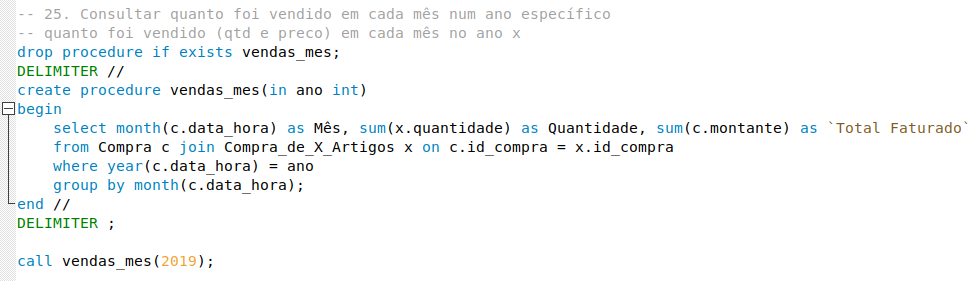 -- 25. Consultar quanto foi vendido em cada mês num ano específico
-- quanto foi vendido (qtd e preco) em cada mês no ano x
drop procedure if exists vendas_mes;
DELIMITER //
create procedure vendas_mes(in ano int)
begin
    select month(c.data_hora) as Mês, sum(x.quantidade) as Quantidade, sum(c.montante) as `Total Faturado`
    from Compra c join Compra_de_X_Artigos x on c.id_compra = x.id_compra
    where year(c.data_hora) = ano
    group by month(c.data_hora);
end //
DELIMITER ;

call vendas_mes(2019);